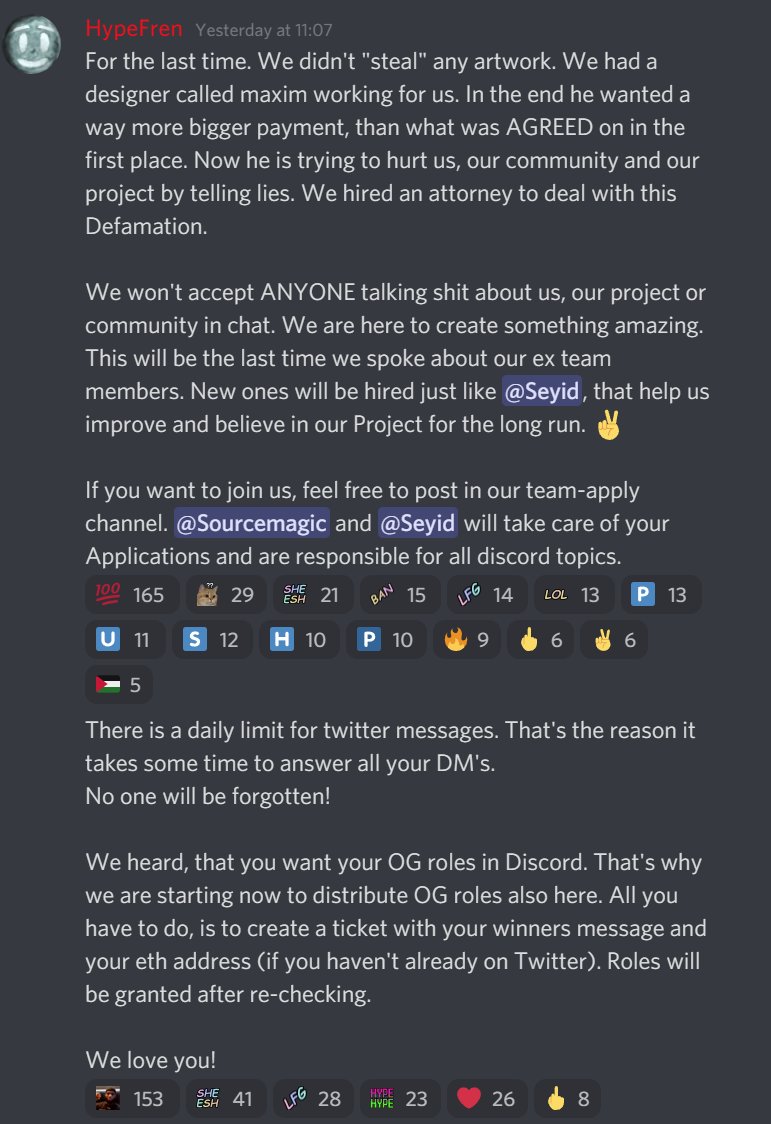 HypeFren Yesterday at 11:07
For the last time. We didn't "steal" any artwork. We had a
designer called maxim working for us. In the end he wanted a
way more bigger payment, than what was AGREED on in the
first place. Now he is trying to hurt us, our community and our
project by telling lies. We hired an attorney to deal with this
Defamation.
We won't accept ANYONE talking shit about us, our project or
community in chat. We are here to create something amazing.
This will be the last time we spoke about our ex team
members. New ones will be hired just like @Seyid, that help us
improve and believe in our Project for the long run. ✌️
If you want to join us, feel free to post in our team-apply
channel. @Sourcemagic and @Seyid will take care of your
Applications and are responsible for all discord topics.
100 165 29 SHE ESH 21 BAN 15 LFG 14 LOL 13 P 13
U 11 S 12 H 10 P 10 9 6 6
5
There is a daily limit for twitter messages. That's the reason it
takes some time to answer all your DM's.
No one will be forgotten!
We heard, that you want your OG roles in Discord. That's why
we are starting now to distribute OG roles also here. All you
have to do, is to create a ticket with your winners message and
your eth address (if you haven't already on Twitter). Roles will
be granted after re-checking.
We love you!
153 SHE ESH 41 LFG 28 HYPE HYPE 23 26 8